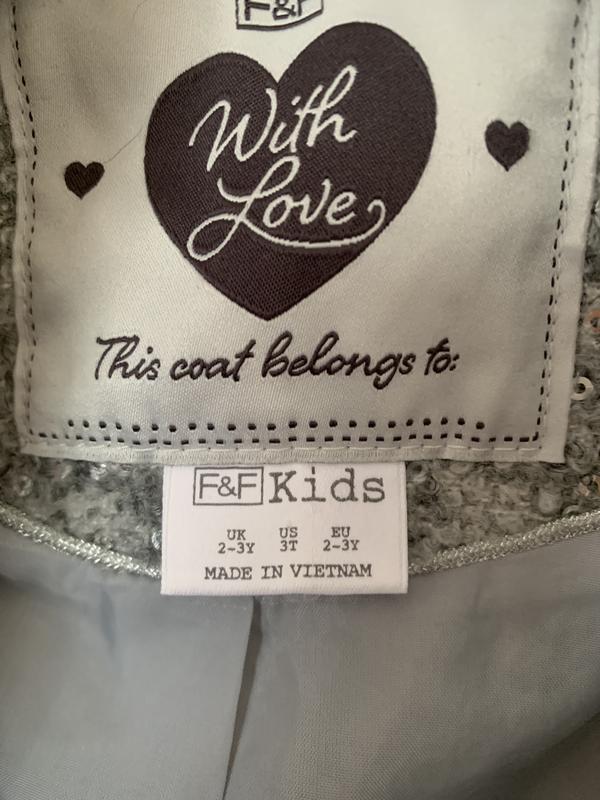 F&F
With
Love
This coat belongs to:
F&F Kids
UK US EU
2-3Y 3T 2-3Y
MADE IN VIETNAM